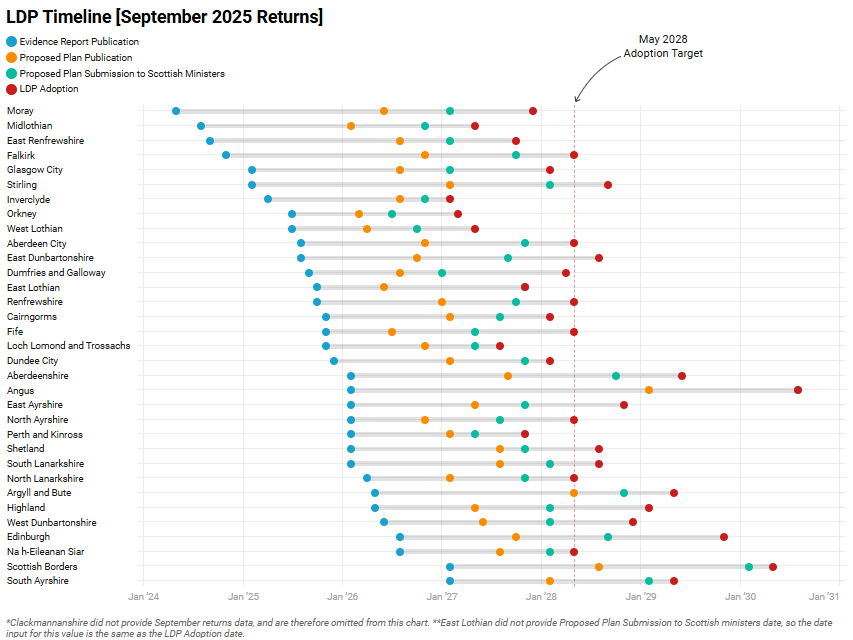 LDP Timeline [September 2025 Returns]
Evidence Report Publication
Proposed Plan Publication
Proposed Plan Submission to Scottish Ministers
LDP Adoption
May 2028
Adoption Target
Moray
Midlothian
East Renfrewshire
Falkirk
Glasgow City
Stirling
Inverclyde
Orkney
West Lothian
Aberdeen City
East Dunbartonshire
Dumfries and Galloway
East Lothian
Renfrewshire
Cairngorms
Fife
Loch Lomond and Trossachs
Dundee City
Aberdeenshire
Angus
East Ayrshire
North Ayrshire
Perth and Kinross
Shetland
South Lanarkshire
North Lanarkshire
Argyll and Bute
Highland
West Dunbartonshire
Edinburgh
Na h-Eileanan Siar
Scottish Borders
South Ayrshire
Jan '24 Jan '25 Jan '26 Jan '27 Jan '28 Jan '29 Jan '30 Jan '31
*Clackmannanshire did not provide September returns data, and are therefore omitted from this chart. **East Lothian did not provide Proposed Plan Submission to Scottish ministers date, so the date
input for this value is the same as the LDP Adoption date.